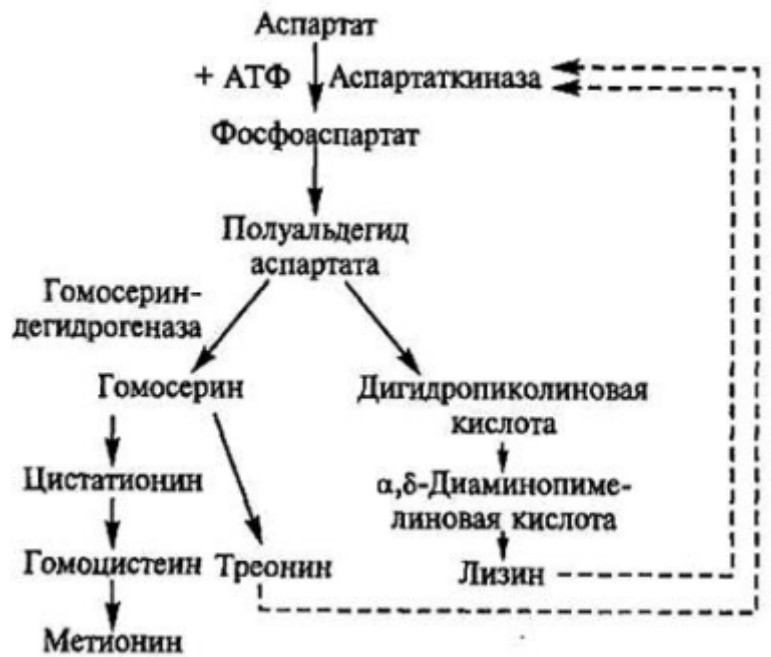 Аспартат
+ АТФ Аспартаткиназа
Фосфоаспартат
Полуальдегид
аспартата
Гомосерин-
дегидрогеназа
Гомосерин
Дигидропиколиновая
кислота
Цистатионин
α,δ-Диаминопиме-
линовая кислота
Гомоцистеин
Треонин
Лизин
Метионин